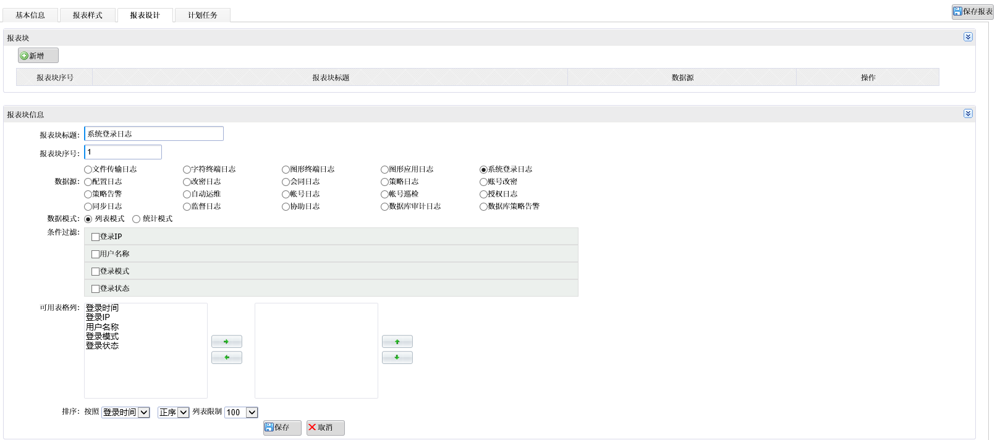 基本信息 报表样式 报表设计 计划任务 保存报表
报表块
新增
报表块序号 报表块标题 数据源 操作
报表块信息
报表块标题: 系统登录日志
报表块序号: 1
文件传输日志 字符终端日志 图形终端日志 图形应用日志 系统登录日志
数据源: 配置日志 改密日志 会同日志 策略日志 账号改密
策略告警 自动运维 帐号日志 帐号巡检 授权日志
同步日志 监督日志 协助日志 数据库审计日志 数据库策略告警
数据模式: 列表模式 统计模式
条件过滤: 登录IP
用户名称
登录模式
登录状态
可用表格列: 登录时间
登录IP
用户名称
登录模式
登录状态
排序: 按照 登录时间 正序 列表限制 100
保存 取消